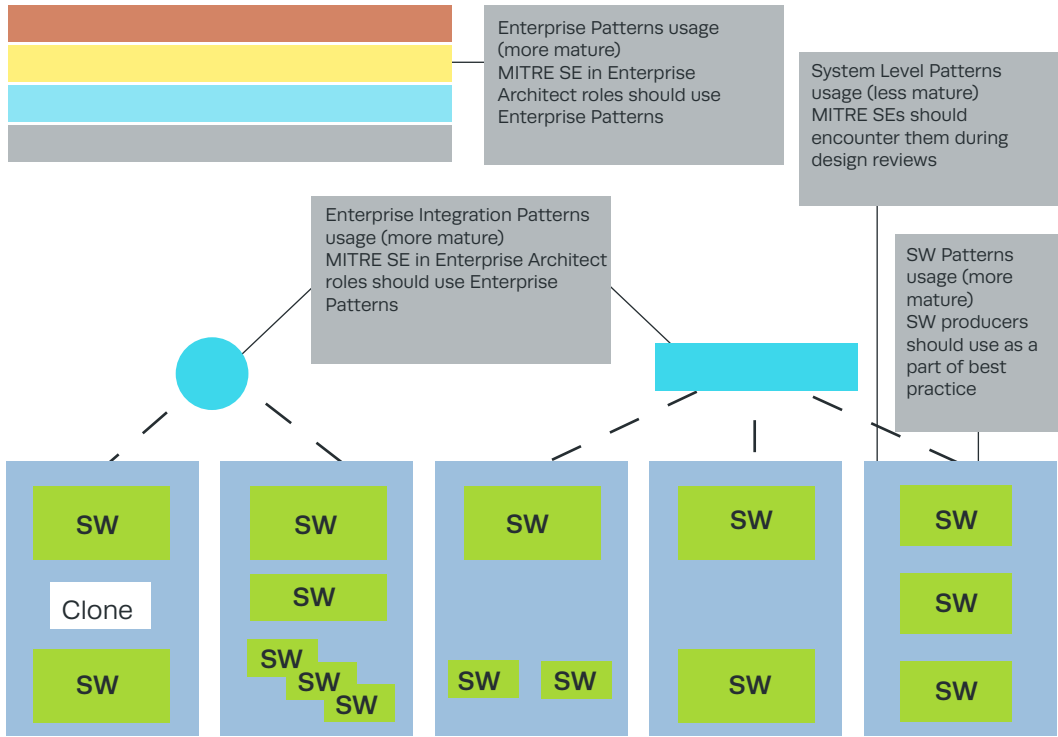 Enterprise Patterns usage
(more mature)
MITRE SE in Enterprise
Architect roles should use
Enterprise Patterns
System Level Patterns
usage (less mature)
MITRE SEs should
encounter them during
design reviews
Enterprise Integration Patterns
usage (more mature)
MITRE SE in Enterprise Architect
roles should use Enterprise
Patterns
SW Patterns
usage (more
mature)
SW producers
should use as a
part of best
practice
SW
Clone
SW
SW
SW
SW
SW
SW
SW
SW
SW
SW
SW
SW
SW
SW